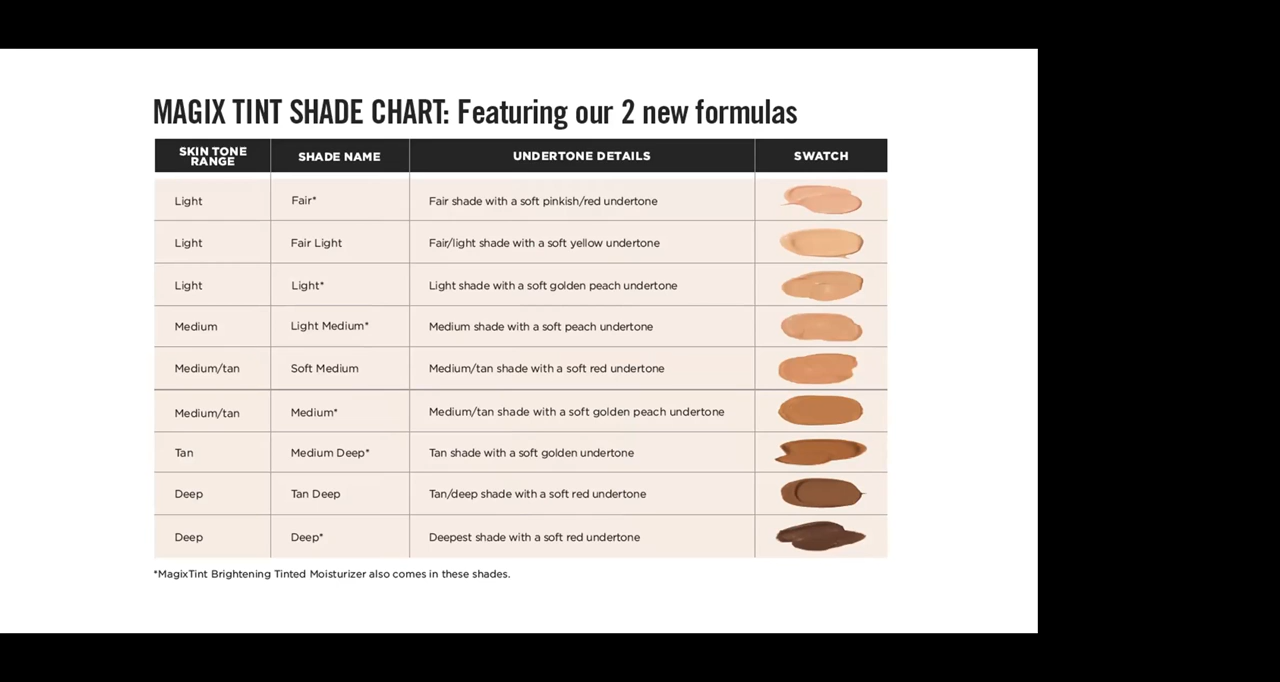 MAGIX TINT SHADE CHART: Featuring our 2 new formulas
SKIN TONE RANGE SHADE NAME UNDERTONE DETAILS SWATCH
Light Fair* Fair shade with a soft pinkish/red undertone
Light Fair Light Fair/light shade with a soft yellow undertone
Light Light* Light shade with a soft golden peach undertone
Medium Light Medium* Medium shade with a soft peach undertone
Medium/tan Soft Medium Medium/tan shade with a soft red undertone
Medium/tan Medium* Medium/tan shade with a soft golden peach undertone
Tan Medium Deep* Tan shade with a soft golden undertone
Deep Tan Deep Tan/deep shade with a soft red undertone
Deep Deep* Deepest shade with a soft red undertone
*MagixTint Brightening Tinted Moisturizer also comes in these shades.